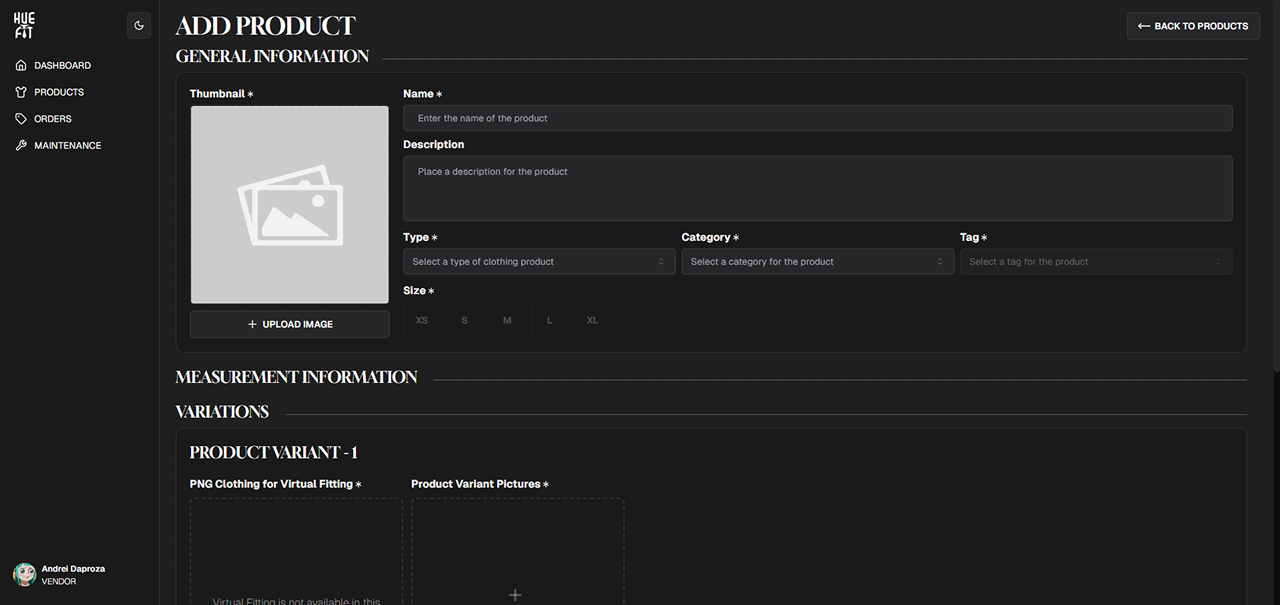 HUE
FIT
DASHBOARD
PRODUCTS
ORDERS
MAINTENANCE
Andrei Daproza
VENDOR
ADD PRODUCT
BACK TO PRODUCTS
GENERAL INFORMATION
Thumbnail *
UPLOAD IMAGE
Name *
Enter the name of the product
Description
Place a description for the product
Type * Category * Tag *
Select a type of clothing product Select a category for the product Select a tag for the product
Size *
XS S M L XL
MEASUREMENT INFORMATION
VARIATIONS
PRODUCT VARIANT - 1
PNG Clothing for Virtual Fitting * Product Variant Pictures *
Virtual Fitting is not available in this